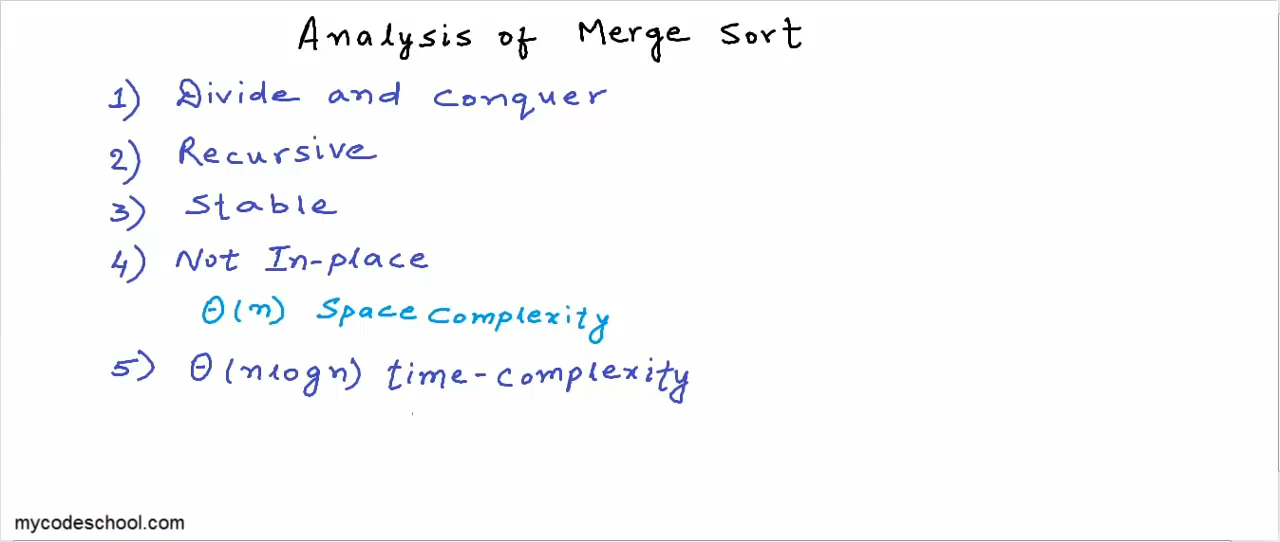 Analysis of Merge Sort
1) Divide and Conquer
2) Recursive
3) Stable
4) Not In-place
Θ(n) Space Complexity
5) Θ(nlogn) time-complexity
mycodeschool.com